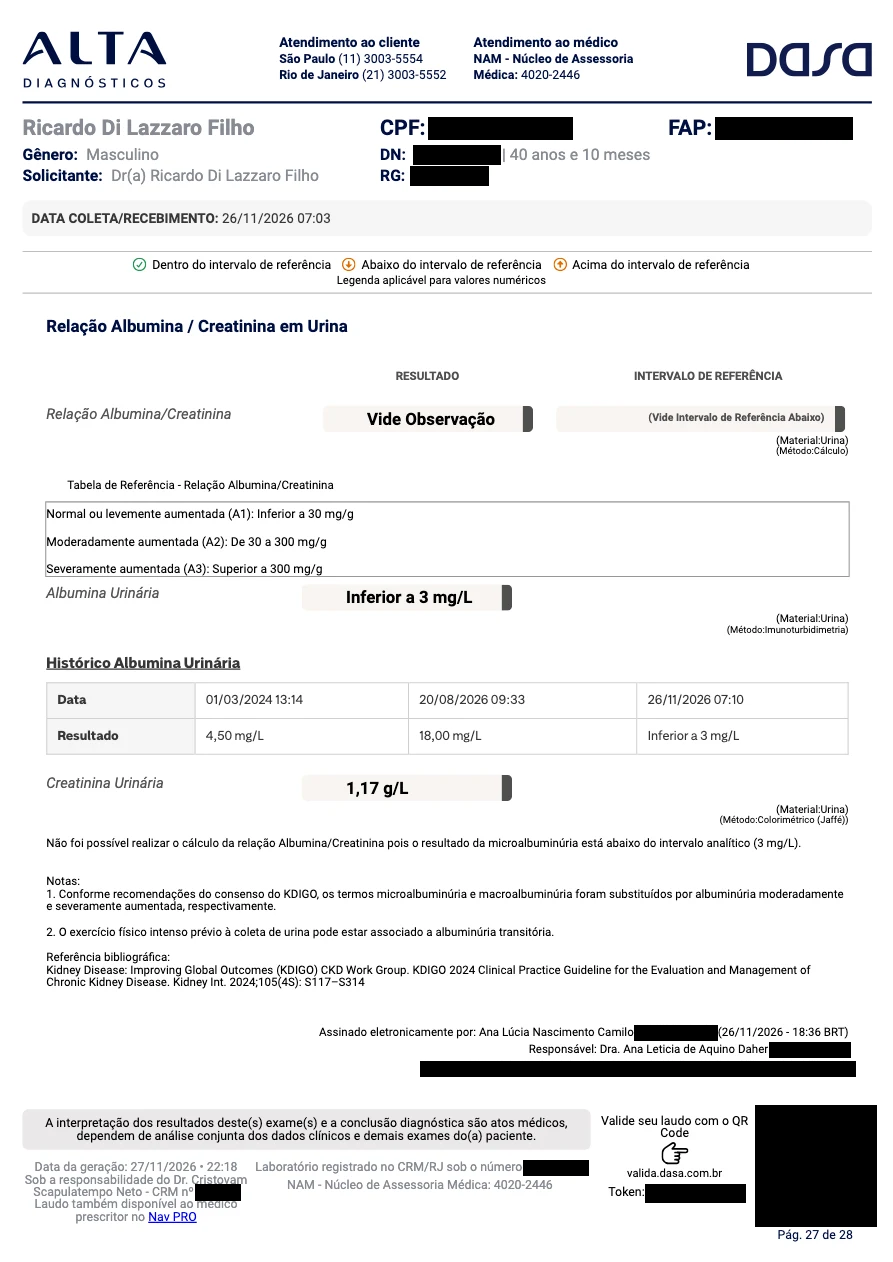 ALTA
DIAGNÓSTICOS
Atendimento ao cliente
São Paulo (11) 3003-5554
Rio de Janeiro (21) 3003-5552
Atendimento ao médico
NAM - Núcleo de Assessoria
Médica: 4020-2446
DASA
Ricardo Di Lazzaro Filho
CPF:
FAP:
Gênero: Masculino
DN: | 40 anos e 10 meses
Solicitante: Dr(a) Ricardo Di Lazzaro Filho
RG:
DATA COLETA/RECEBIMENTO: 26/11/2026 07:03
Dentro do intervalo de referência Abaixo do intervalo de referência Acima do intervalo de referência
Legenda aplicável para valores numéricos
Relação Albumina / Creatinina em Urina
RESULTADO INTERVALO DE REFERÊNCIA
Relação Albumina/Creatinina Vide Observação (Vide Intervalo de Referência Abaixo)
(Material:Urina)
(Método:Cálculo)
Tabela de Referência - Relação Albumina/Creatinina
Normal ou levemente aumentada (A1): Inferior a 30 mg/g
Moderadamente aumentada (A2): De 30 a 300 mg/g
Severamente aumentada (A3): Superior a 300 mg/g
Albumina Urinária Inferior a 3 mg/L
(Material:Urina)
(Método:Imunoturbidimetria)
Histórico Albumina Urinária
Data 01/03/2024 13:14 20/08/2026 09:33 26/11/2026 07:10
Resultado 4,50 mg/L 18,00 mg/L Inferior a 3 mg/L
Creatinina Urinária 1,17 g/L
(Material:Urina)
(Método:Colorimétrico (Jaffé))
Não foi possível realizar o cálculo da relação Albumina/Creatinina pois o resultado da microalbuminúria está abaixo do intervalo analítico (3 mg/L).
Notas:
1. Conforme recomendações do consenso do KDIGO, os termos microalbuminúria e macroalbuminúria foram substituídos por albuminúria moderadamente
e severamente aumentada, respectivamente.
2. O exercício físico intenso prévio à coleta de urina pode estar associado a albuminúria transitória.
Referência bibliográfica:
Kidney Disease: Improving Global Outcomes (KDIGO) CKD Work Group. KDIGO 2024 Clinical Practice Guideline for the Evaluation and Management of
Chronic Kidney Disease. Kidney Int. 2024;105(4S): S117–S314
Assinado eletronicamente por: Ana Lúcia Nascimento Camilo (26/11/2026 - 18:36 BRT)
Responsável: Dra. Ana Leticia de Aquino Daher
A interpretação dos resultados deste(s) exame(s) e a conclusão diagnóstica são atos médicos,
dependem de análise conjunta dos dados clínicos e demais exames do(a) paciente.
Data da geração: 27/11/2026 • 22:18
Sob a responsabilidade do Dr. Cristovam
Scapulatempo Neto - CRM nº
Laudo também disponível ao médico
prescritor no Nav PRO
Laboratório registrado no CRM/RJ sob o número
NAM - Núcleo de Assessoria Médica: 4020-2446
Valide seu laudo com o QR
Code
valida.dasa.com.br
Token:
Pág. 27 de 28